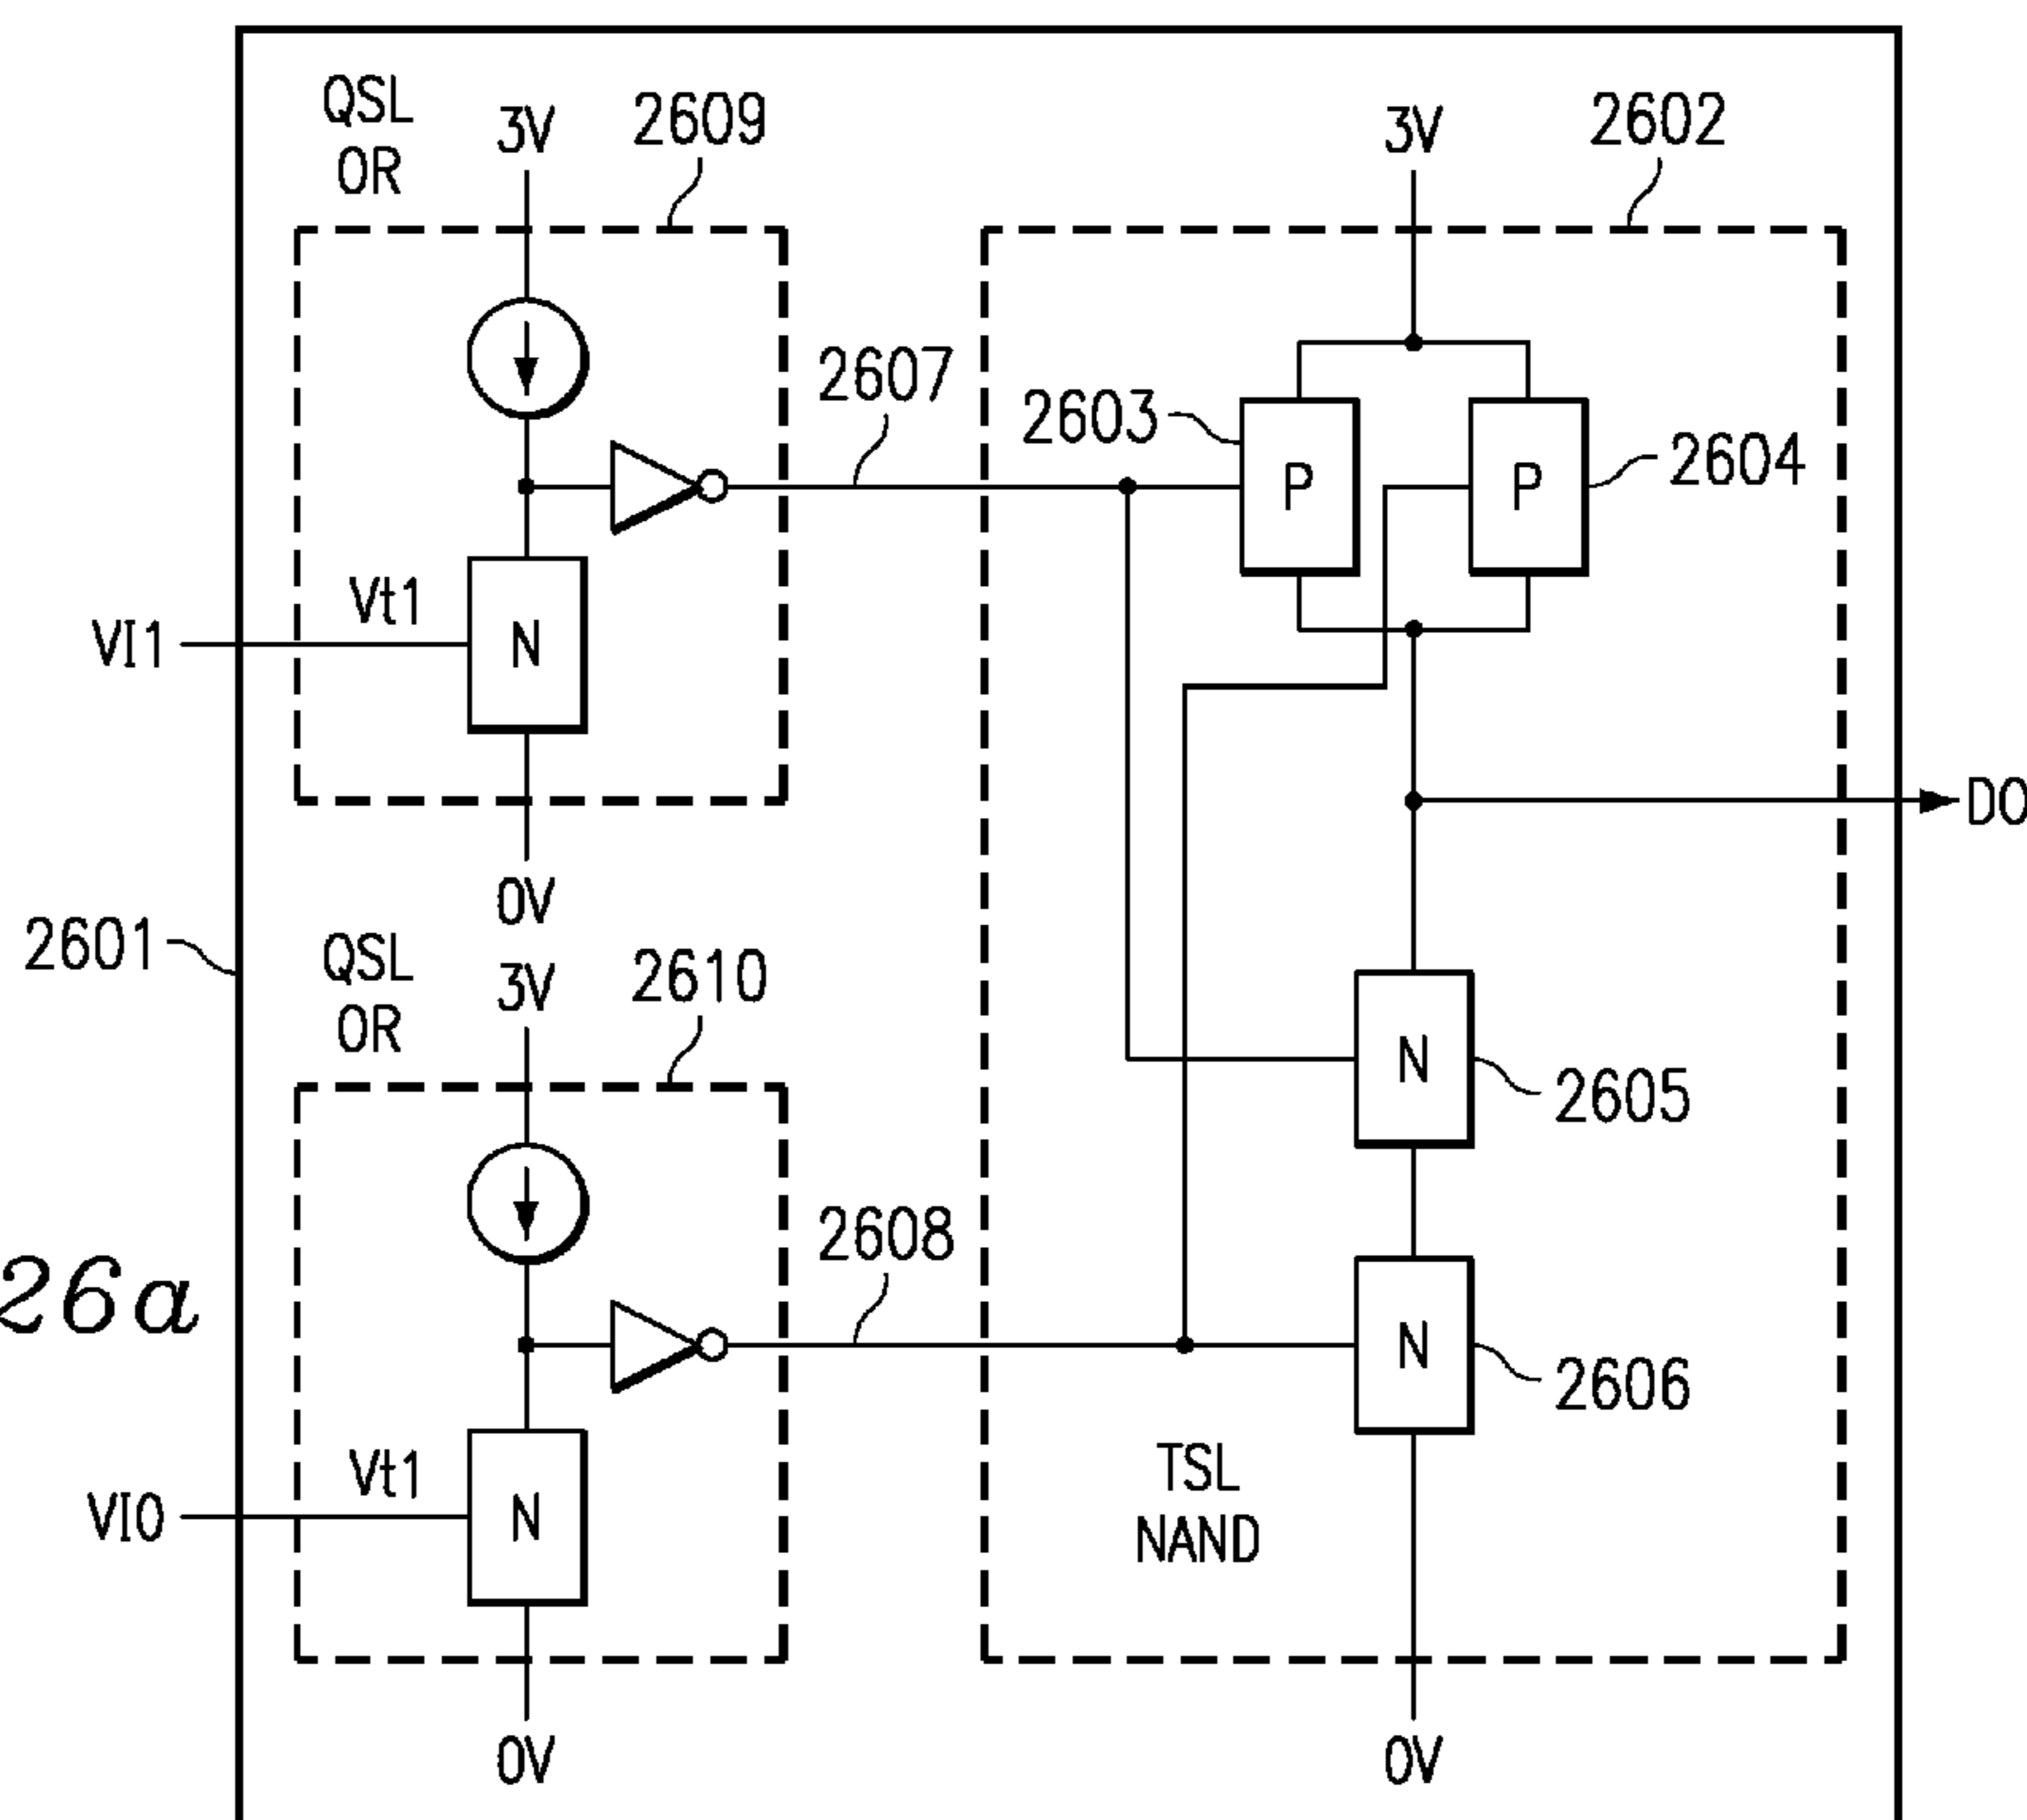 QSL
OR
3V
2609
3V
2602
2607
2603
P
P
2604
Vt1
N
VI1
DO
0V
2601
QSL
OR
3V
2610
N
2605
2608
26a
N
2606
Vt1
N
VI0
TSL
NAND
0V
0V